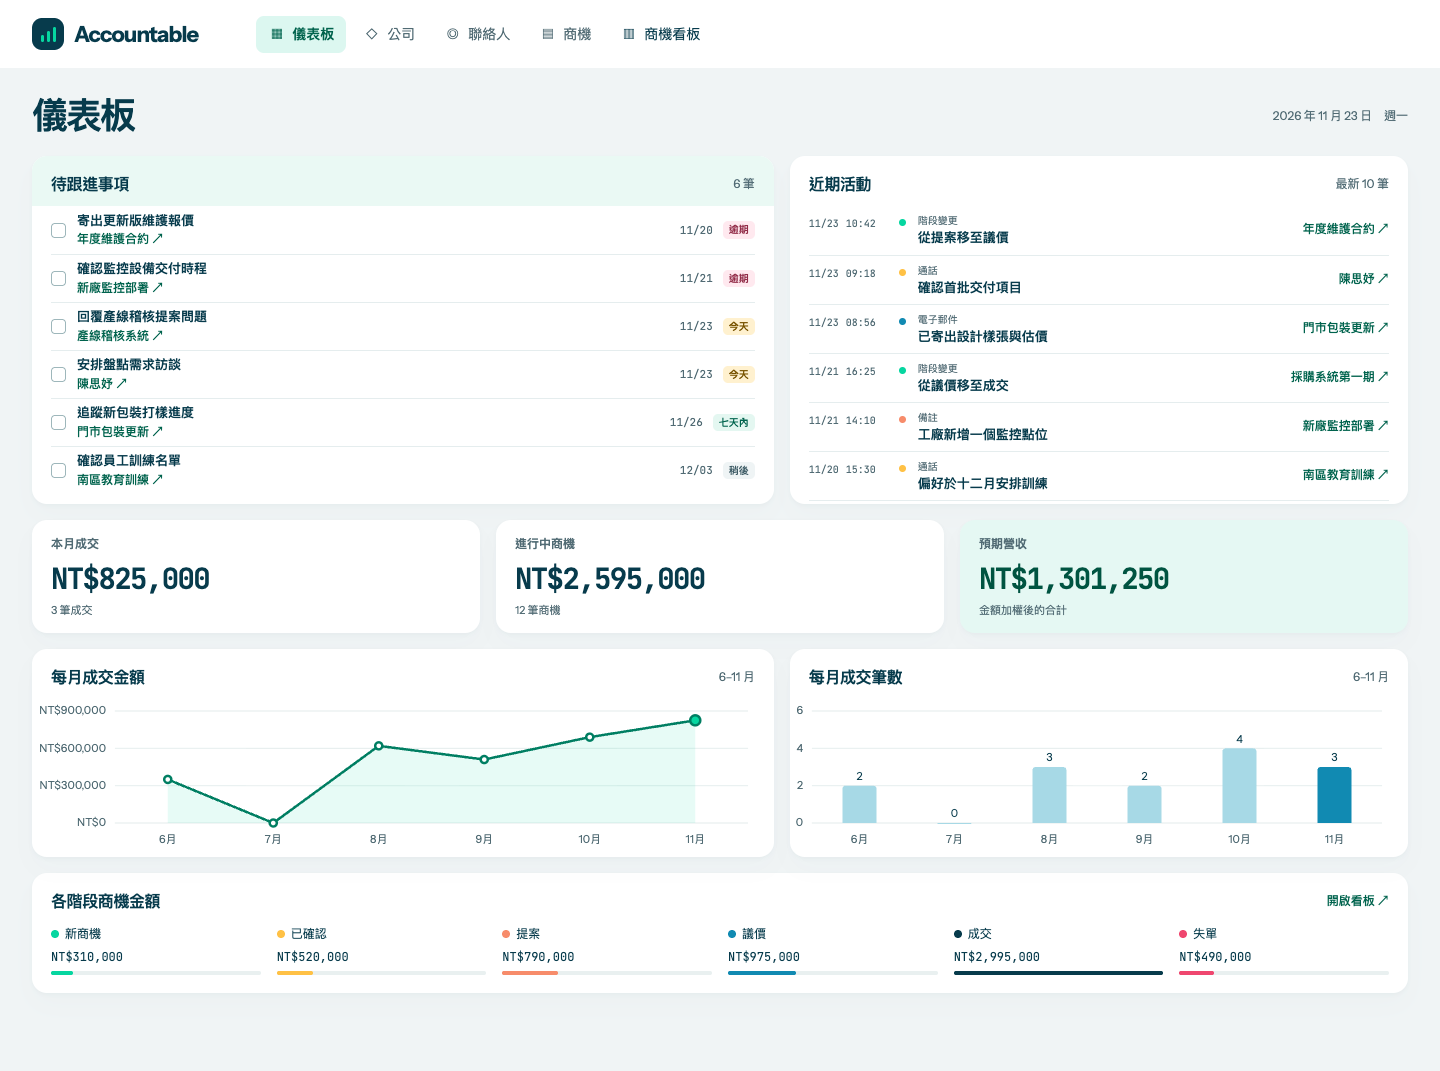 Accountable
儀表板
公司
聯絡人
商機
商機看板
儀表板
2026 年 11 月 23 日 週一
待跟進事項
6 筆
寄出更新版維護報價
年度維護合約 ↗
11/20 逾期
確認監控設備交付時程
新廠監控部署 ↗
11/21 逾期
回覆產線稽核提案問題
產線稽核系統 ↗
11/23 今天
安排盤點需求訪談
陳思妤 ↗
11/23 今天
追蹤新包裝打樣進度
門市包裝更新 ↗
11/26 七天內
確認員工訓練名單
南區教育訓練 ↗
12/03 稍後
近期活動
最新 10 筆
11/23 10:42
階段變更
從提案移至議價
年度維護合約 ↗
11/23 09:18
通話
確認首批交付項目
陳思妤 ↗
11/23 08:56
電子郵件
已寄出設計樣張與估價
門市包裝更新 ↗
11/21 16:25
階段變更
從議價移至成交
採購系統第一期 ↗
11/21 14:10
備註
工廠新增一個監控點位
新廠監控部署 ↗
11/20 15:30
通話
偏好於十二月安排訓練
南區教育訓練 ↗
本月成交
NT$825,000
3 筆成交
進行中商機
NT$2,595,000
12 筆商機
預期營收
NT$1,301,250
金額加權後的合計
每月成交金額
6–11 月
NT$900,000
NT$600,000
NT$300,000
NT$0
6月 7月 8月 9月 10月 11月
每月成交筆數
6–11 月
6
4
2
0
2 0 3 2 4 3
6月 7月 8月 9月 10月 11月
各階段商機金額
開啟看板 ↗
新商機
NT$310,000
已確認
NT$520,000
提案
NT$790,000
議價
NT$975,000
成交
NT$2,995,000
失單
NT$490,000